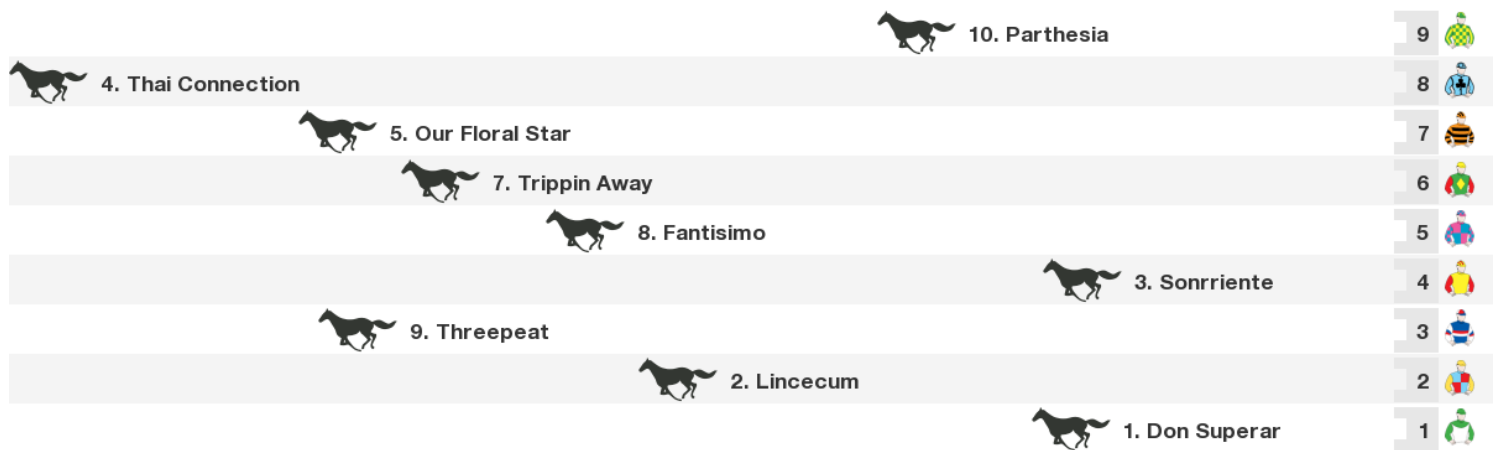 10. Parthesia 9
4. Thai Connection 8
5. Our Floral Star 7
7. Trippin Away 6
8. Fantisimo 5
3. Sonrriente 4
9. Threepeat 3
2. Lincecum 2
1. Don Superar 1